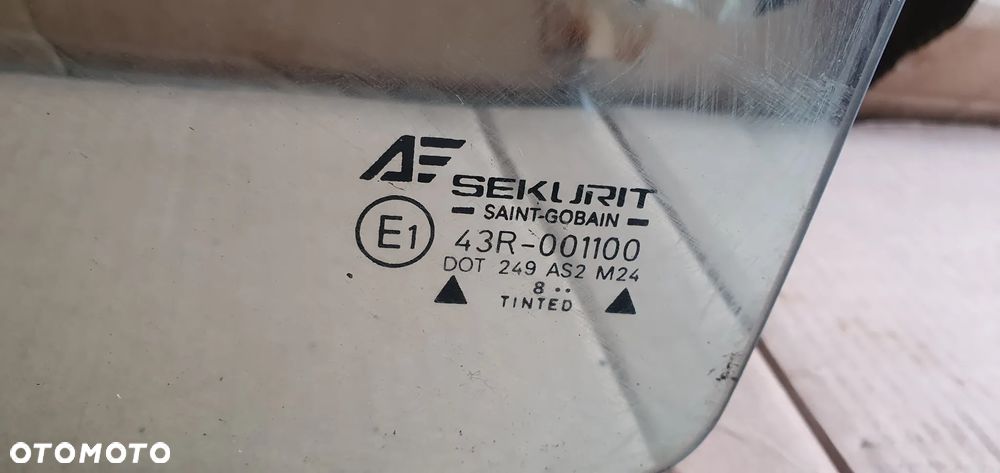 AE
SEKURIT
– SAINT-GOBAIN –
E1
43R-001100
DOT 249 AS2 M24
8 ..
TINTED
OTOMOTO